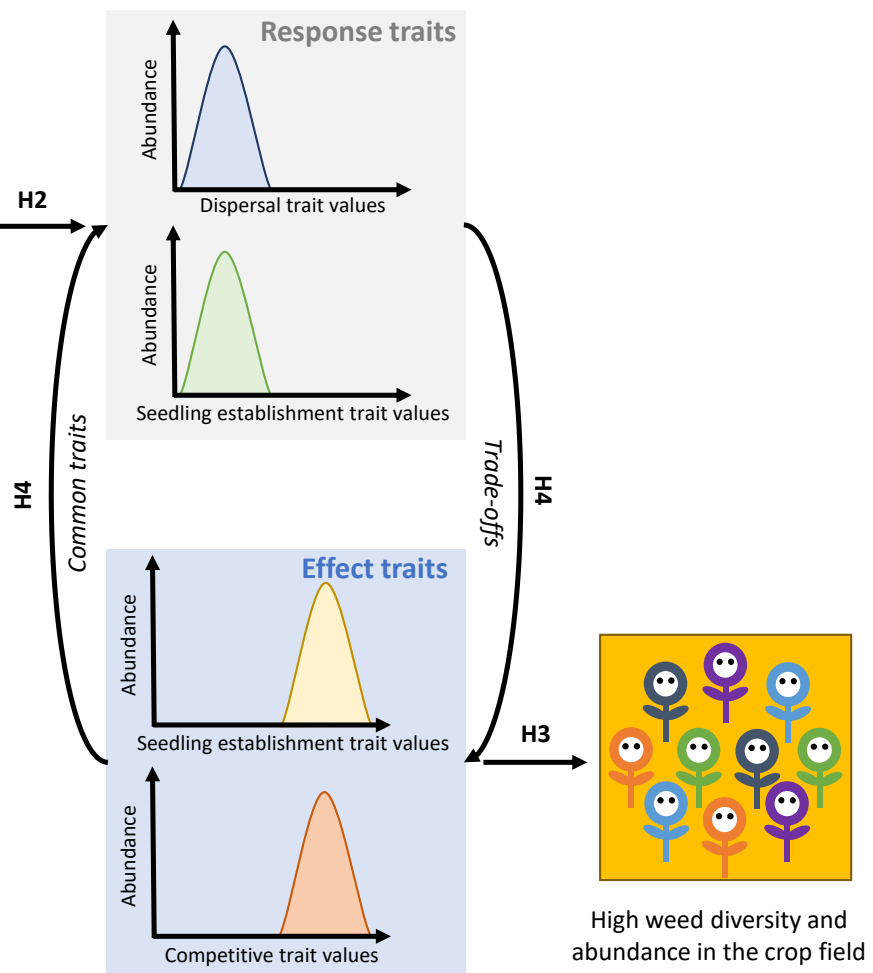 Response traits
Abundance
Dispersal trait values
H2
Abundance
Seedling establishment trait values
H4
Common traits
Trade-offs
H4
Effect traits
Abundance
Seedling establishment trait values
H3
Abundance
Competitive trait values
High weed diversity and
abundance in the crop field